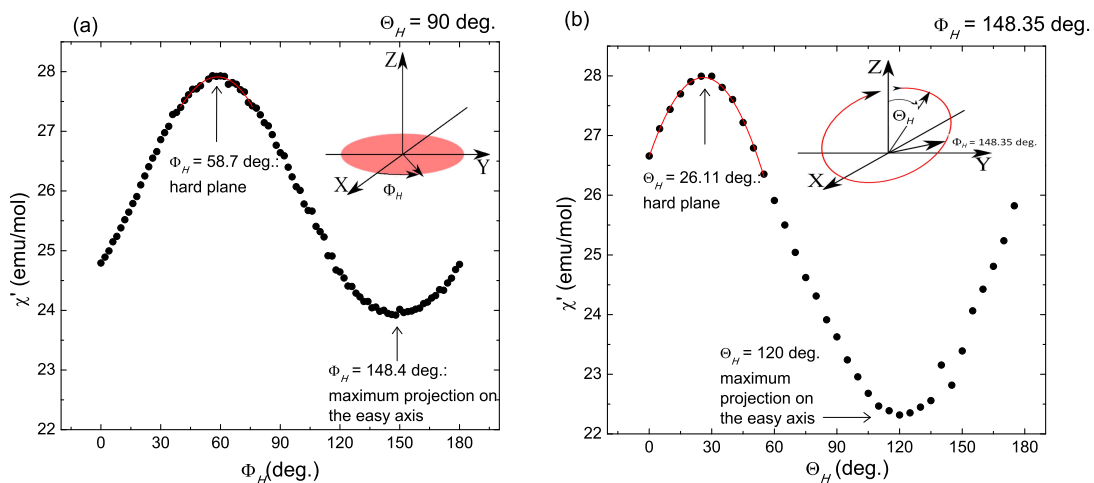 (a)
Θ_H = 90 deg.
28
27
26
25
24
23
22
χ' (emu/mol)
Z
Y
X
Φ_H
Φ_H = 58.7 deg.:
hard plane
Φ_H = 148.4 deg.:
maximum projection on
the easy axis
0 30 60 90 120 150 180
Φ_H (deg.)
(b)
Φ_H = 148.35 deg.
28
27
26
25
24
23
22
χ' (emu/mol)
Z
Θ_H
Φ_H = 148.35 deg.
Y
X
Θ_H = 26.11 deg.:
hard plane
Θ_H = 120 deg.
maximum
projection on
the easy axis
0 30 60 90 120 150 180
Θ_H (deg.)